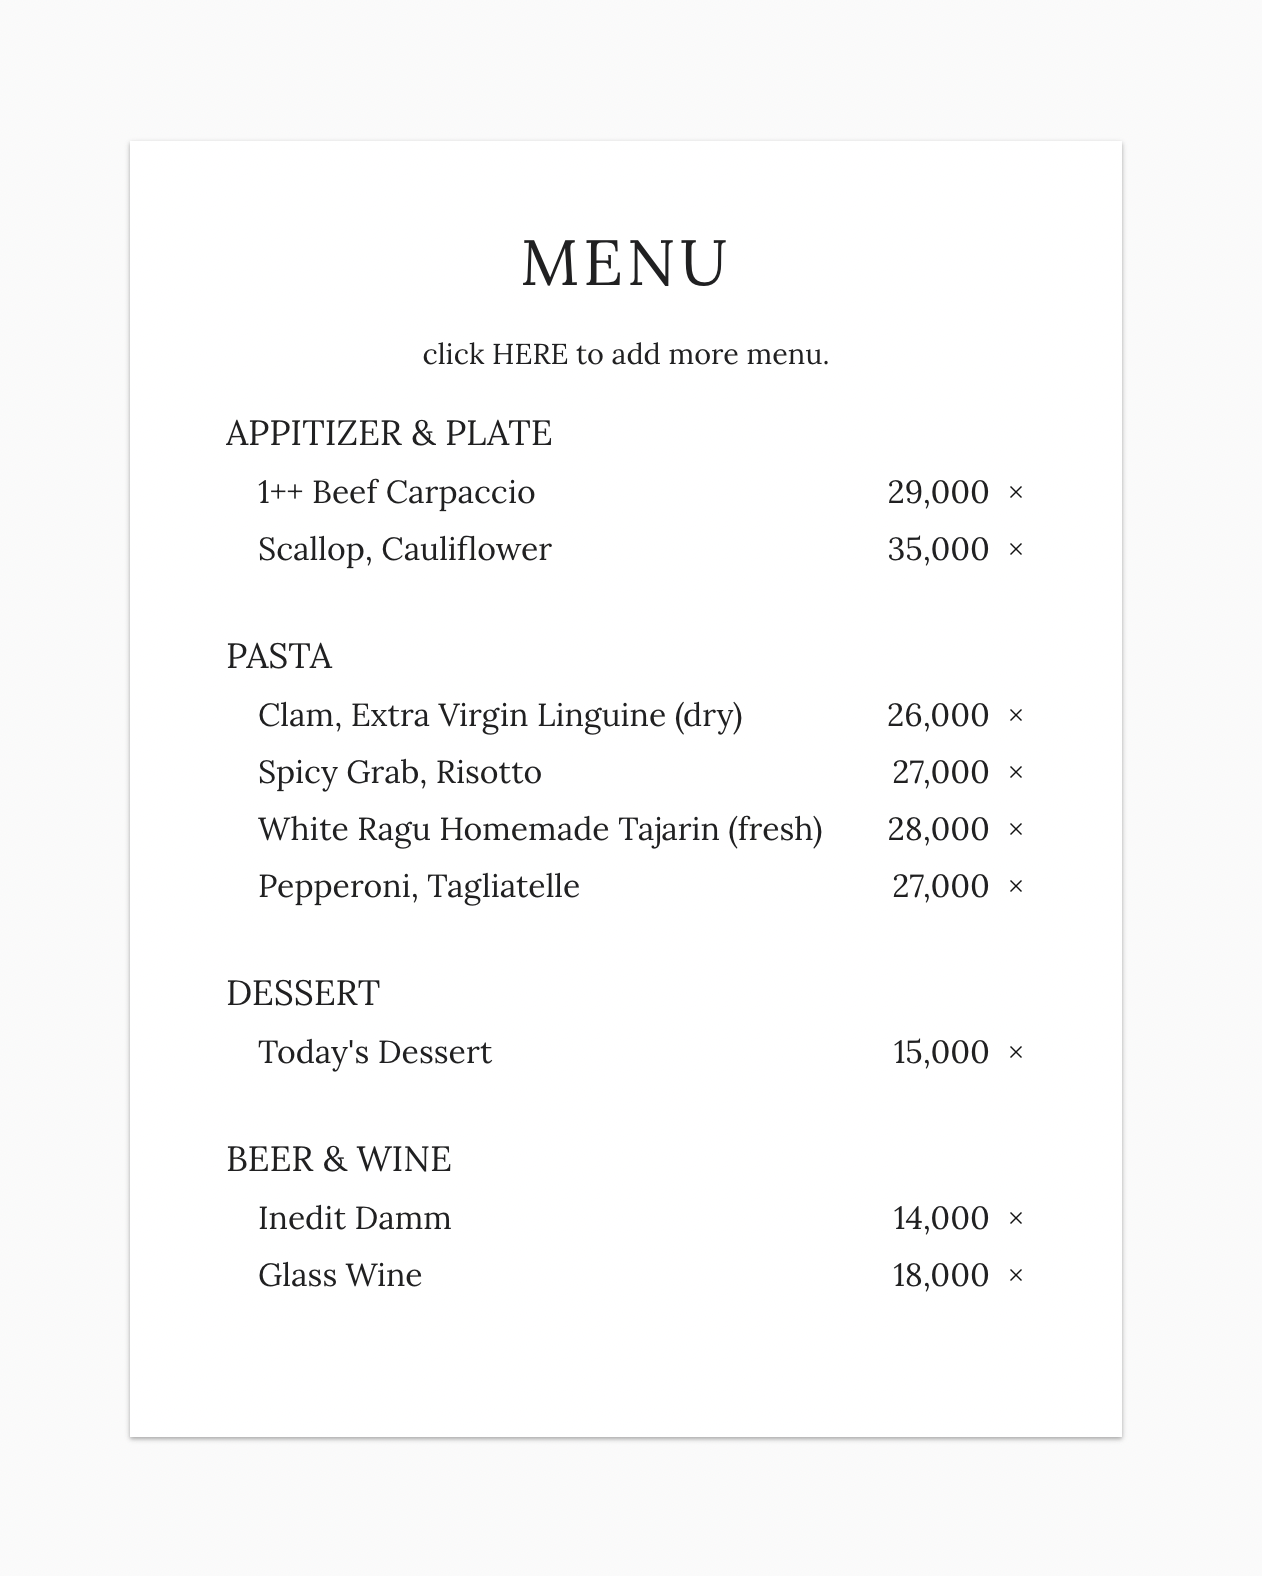 MENU
click HERE to add more menu.
APPITIZER & PLATE
1++ Beef Carpaccio 29,000 ×
Scallop, Cauliflower 35,000 ×
PASTA
Clam, Extra Virgin Linguine (dry) 26,000 ×
Spicy Grab, Risotto 27,000 ×
White Ragu Homemade Tajarin (fresh) 28,000 ×
Pepperoni, Tagliatelle 27,000 ×
DESSERT
Today's Dessert 15,000 ×
BEER & WINE
Inedit Damm 14,000 ×
Glass Wine 18,000 ×